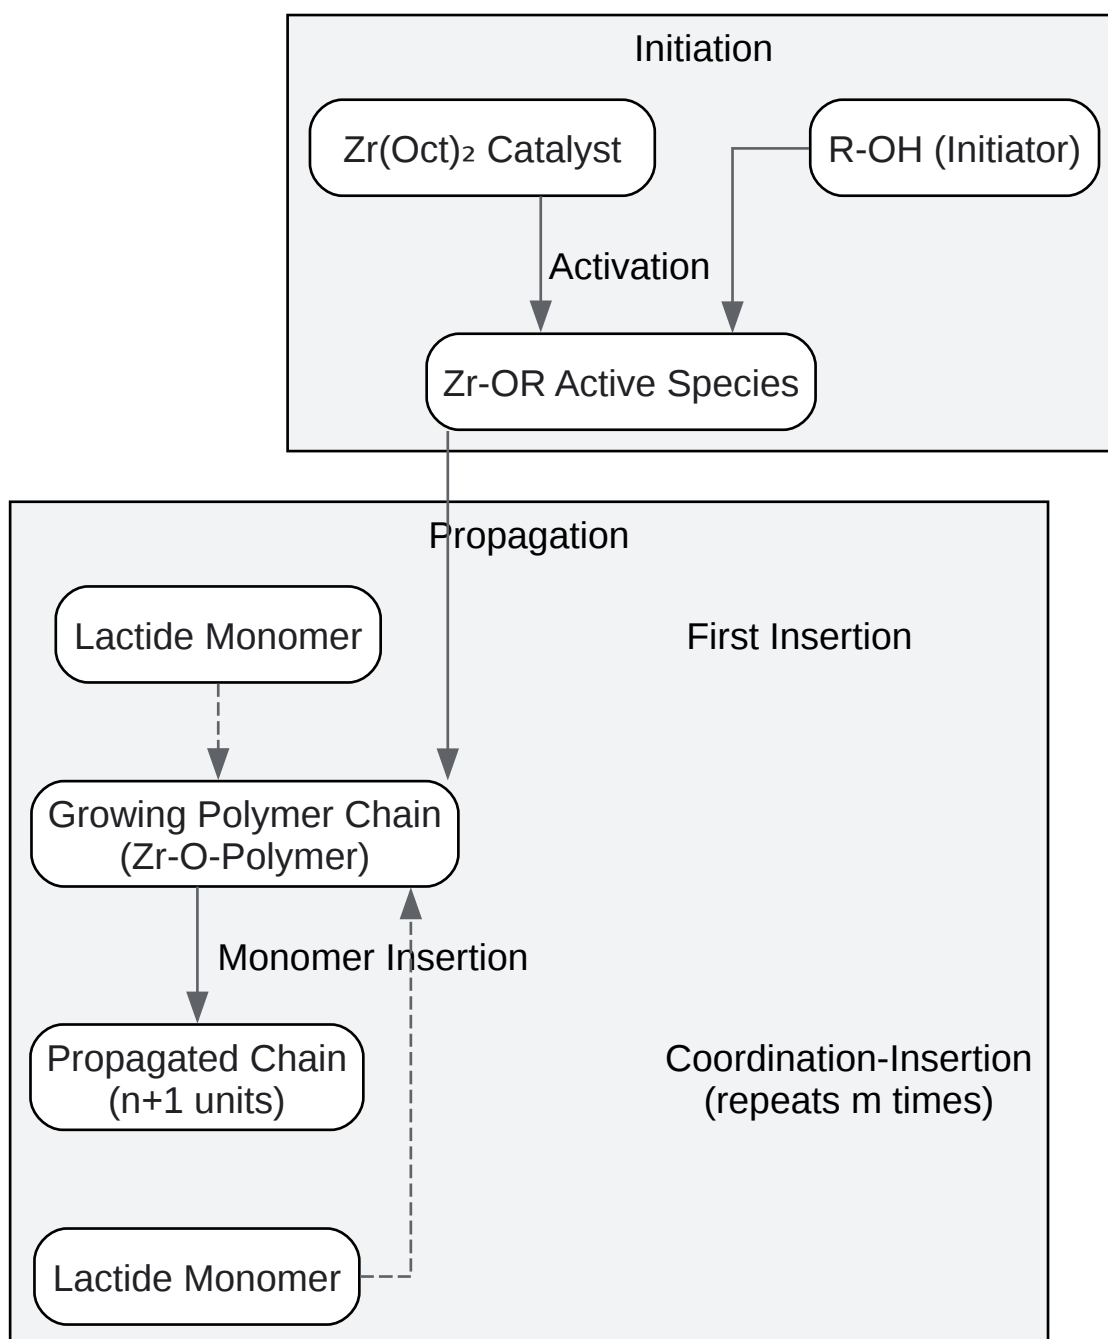 Initiation
Zr(Oct)₂ Catalyst
R-OH (Initiator)
Activation
Zr-OR Active Species
Propagation
Lactide Monomer
First Insertion
Growing Polymer Chain
(Zr-O-Polymer)
Monomer Insertion
Propagated Chain
(n+1 units)
Coordination-Insertion
(repeats m times)
Lactide Monomer